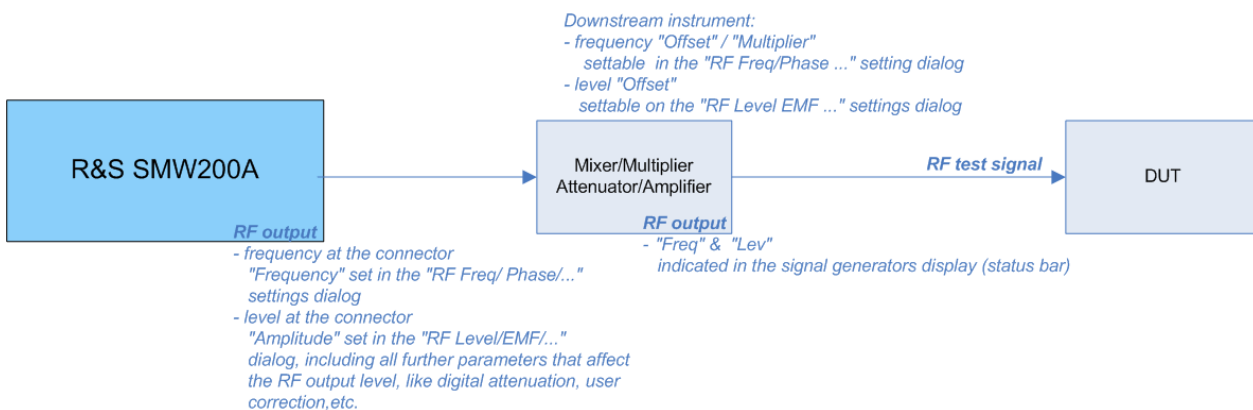 Downstream instrument:
- frequency "Offset" / "Multiplier"
settable in the "RF Freq/Phase ..." setting dialog
- level "Offset"
settable on the "RF Level EMF ..." settings dialog
R&S SMW200A
Mixer/Multiplier
Attenuator/Amplifier
RF test signal
DUT
RF output
- frequency at the connector
"Frequency" set in the "RF Freq/ Phase/..."
settings dialog
- level at the connector
"Amplitude" set in the "RF Level/EMF/..."
dialog, including all further parameters that affect
the RF output level, like digital attenuation, user
correction,etc.
RF output
- "Freq" & "Lev"
indicated in the signal generators display (status bar)